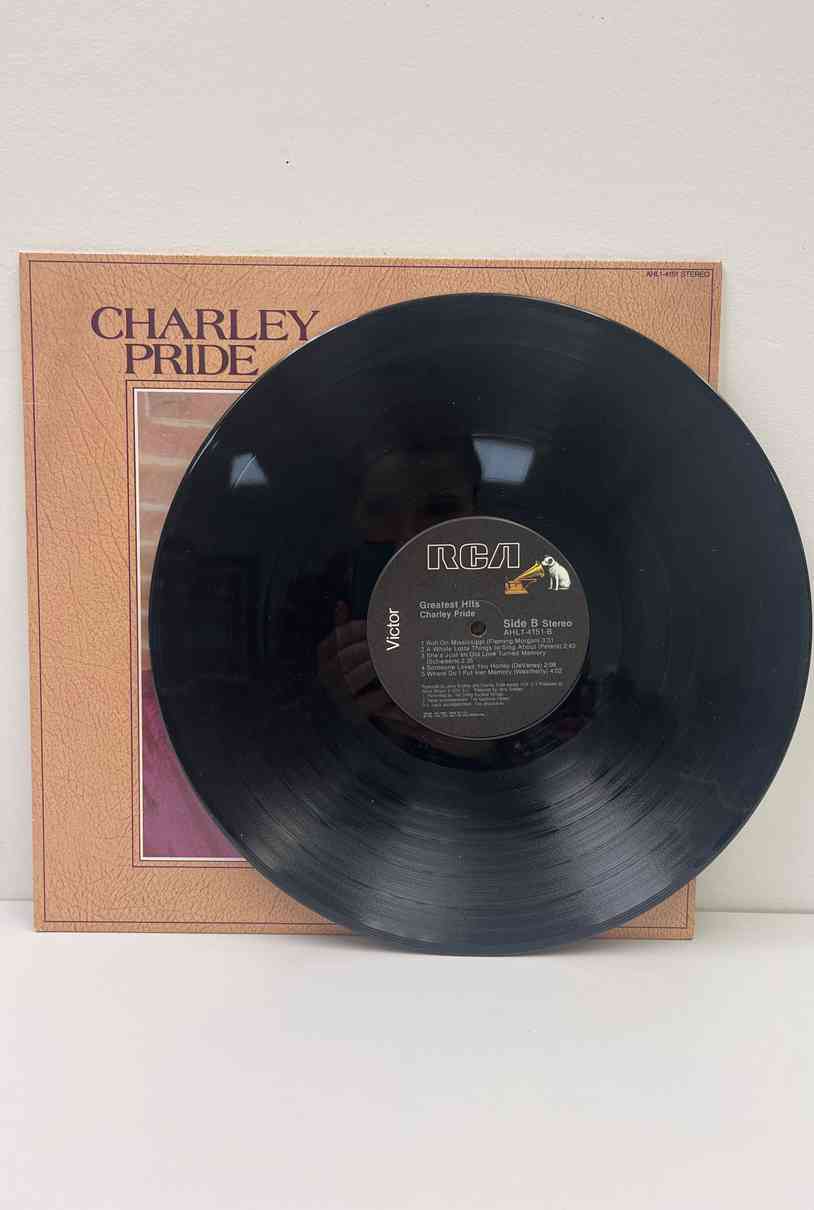 AHL1-4151 STEREO
CHARLEY
PRIDE
RCA
Victor
Greatest Hits
Charley Pride
Side B Stereo
AHL1-4151-B
1 Roll On Mississippi (Fleming-Morgan) 3:31
2 A Whole Lotta Things to Sing About (Peters) 2:43
3 She's Just an Old Love Turned Memory
(Schweers) 2:35
4 Someone Loves You Honey (DeVaney) 2:08
5 Where Do I Put Her Memory (Weatherly) 4:02